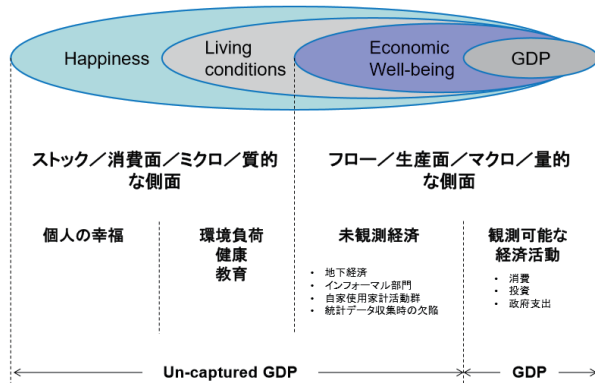 Happiness
Living
conditions
Economic
Well-being
GDP
ストック／消費面／ミクロ／質的
な側面
フロー／生産面／マクロ／量的
な側面
個人の幸福
環境負荷
健康
教育
未観測経済
• 地下経済
• インフォーマル部門
• 自家使用家計活動群
• 統計データ収集時の欠陥
観測可能な
経済活動
• 消費
• 投資
• 政府支出
Un-captured GDP
GDP